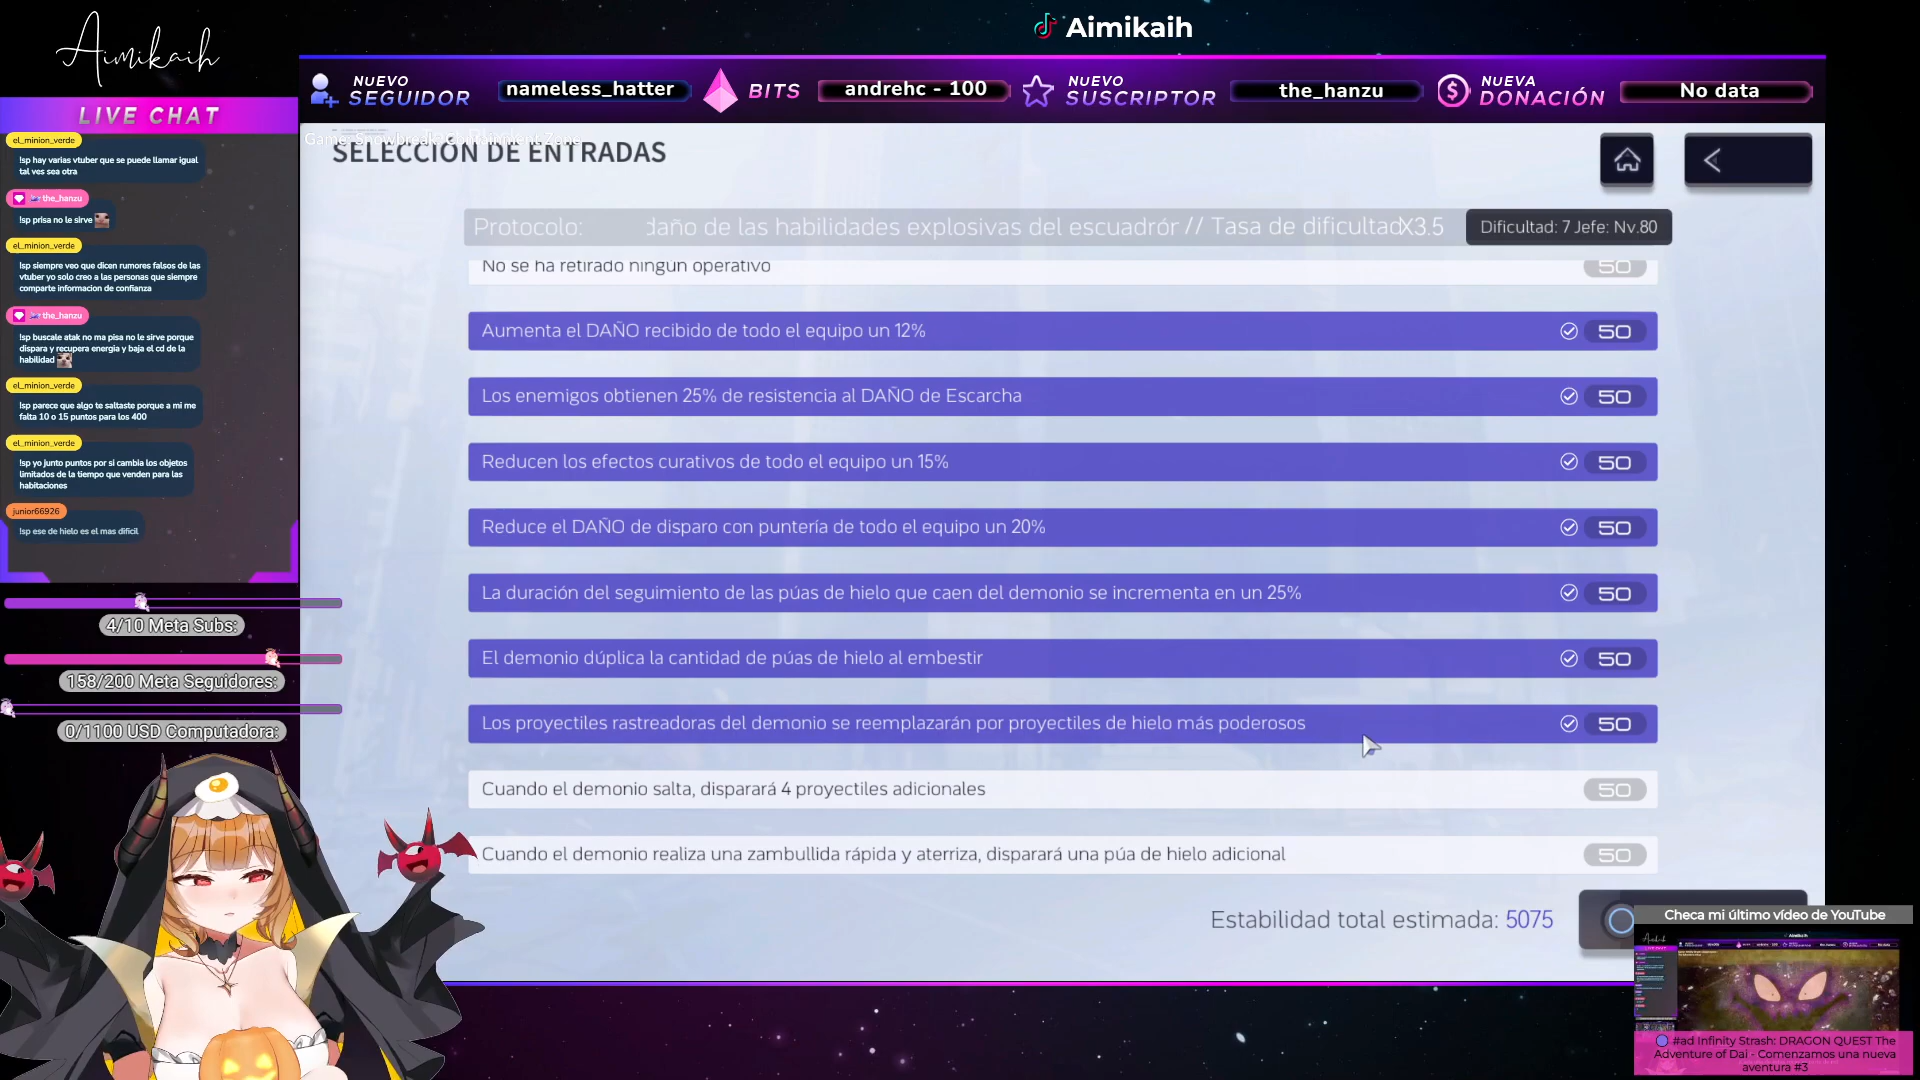 Aimikaih
Aimikaih
NUEVO
SEGUIDOR
nameless_hatter
BITS
andrehc - 100
NUEVO
SUSCRIPTOR
the_hanzu
NUEVA
DONACIÓN
No data
LIVE CHAT
el_minion_verde
!sp hay varias vtuber que se puede llamar igual
tal ves sea otra
the_hanzu
!sp prisa no le sirve
el_minion_verde
!sp siempre veo que dicen rumores falsos de las
vtuber yo solo creo a las personas que siempre
comparte informacion de confianza
the_hanzu
!sp buscale atak no ma pisa no le sirve porque
dispara y recupera energia y baja el cd de la
habilidad
el_minion_verde
!sp parece que algo te saltaste porque a mi me
falta 10 o 15 puntos para los 400
el_minion_verde
!sp yo junto puntos por si cambia los objetos
limitados de la tiempo que venden para las
habitaciones
junior66926
!sp ese de hielo es el mas dificil
4/10 Meta Subs:
158/200 Meta Seguidores:
0/1100 USD Computadora:
Game: Snowbreak: Containment Zone
SELECCIÓN DE ENTRADAS
Protocolo: daño de las habilidades explosivas del escuadrór // Tasa de dificultad X3.5
Dificultad: 7 Jefe: Nv.80
No se ha retirado ningún operativo 50
Aumenta el DAÑO recibido de todo el equipo un 12% 50
Los enemigos obtienen 25% de resistencia al DAÑO de Escarcha 50
Reducen los efectos curativos de todo el equipo un 15% 50
Reduce el DAÑO de disparo con puntería de todo el equipo un 20% 50
La duración del seguimiento de las púas de hielo que caen del demonio se incrementa en un 25% 50
El demonio dúplica la cantidad de púas de hielo al embestir 50
Los proyectiles rastreadoras del demonio se reemplazarán por proyectiles de hielo más poderosos 50
Cuando el demonio salta, disparará 4 proyectiles adicionales 50
Cuando el demonio realiza una zambullida rápida y aterriza, disparará una púa de hielo adicional 50
Estabilidad total estimada: 5075
Checa mi último vídeo de YouTube
#ad Infinity Strash: DRAGON QUEST The
Adventure of Dai - Comenzamos una nueva
aventura #3